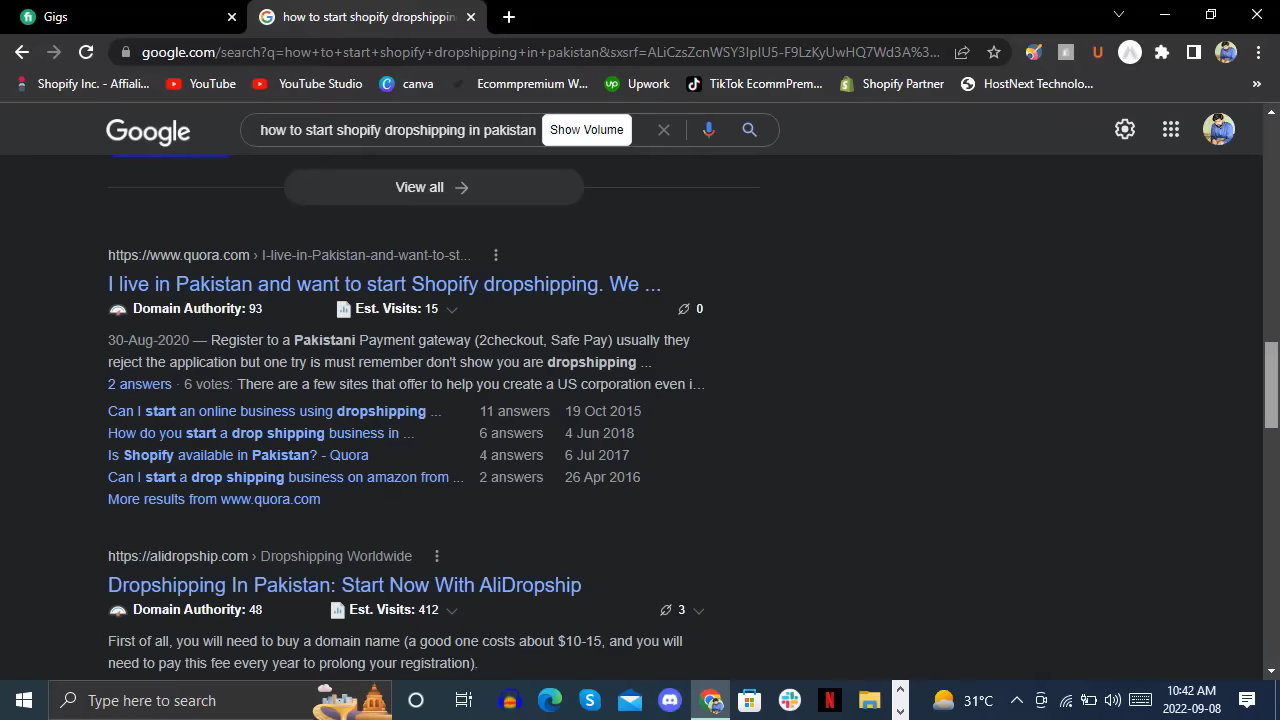 Gigs
how to start shopify dropshippin
google.com/search?q=how+to+start+shopify+dropshipping+in+pakistan&sxsrf=ALiCzsZcnWSY3IpIU5-F9LzKyUwHQ7Wd3A%3...
Shopify Inc. - Affiali...
YouTube
YouTube Studio
canva
Ecommpremium W...
Upwork
TikTok EcommPrem...
Shopify Partner
HostNext Technolo...
»
Google
how to start shopify dropshipping in pakistan
Show Volume
View all
https://www.quora.com › I-live-in-Pakistan-and-want-to-st...
I live in Pakistan and want to start Shopify dropshipping. We ...
Domain Authority: 93
Est. Visits: 15
0
30-Aug-2020 — Register to a Pakistani Payment gateway (2checkout, Safe Pay) usually they
reject the application but one try is must remember don't show you are dropshipping ...
2 answers · 6 votes: There are a few sites that offer to help you create a US corporation even i...
Can I start an online business using dropshipping ... 11 answers 19 Oct 2015
How do you start a drop shipping business in ... 6 answers 4 Jun 2018
Is Shopify available in Pakistan? - Quora 4 answers 6 Jul 2017
Can I start a drop shipping business on amazon from ... 2 answers 26 Apr 2016
More results from www.quora.com
https://alidropship.com › Dropshipping Worldwide
Dropshipping In Pakistan: Start Now With AliDropship
Domain Authority: 48
Est. Visits: 412
3
First of all, you will need to buy a domain name (a good one costs about $10-15, and you will
need to pay this fee every year to prolong your registration).
Type here to search
31°C
10:42 AM
2022-09-08